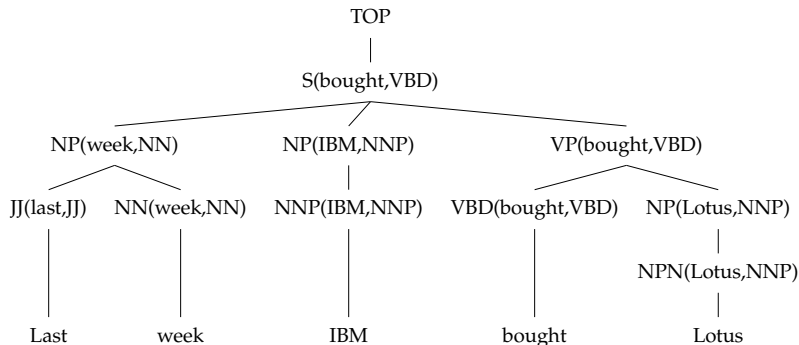 TOP
S(bought,VBD)
NP(week,NN) NP(IBM,NNP) VP(bought,VBD)
JJ(last,JJ) NN(week,NN) NNP(IBM,NNP) VBD(bought,VBD) NP(Lotus,NNP)
NPN(Lotus,NNP)
Last week IBM bought Lotus